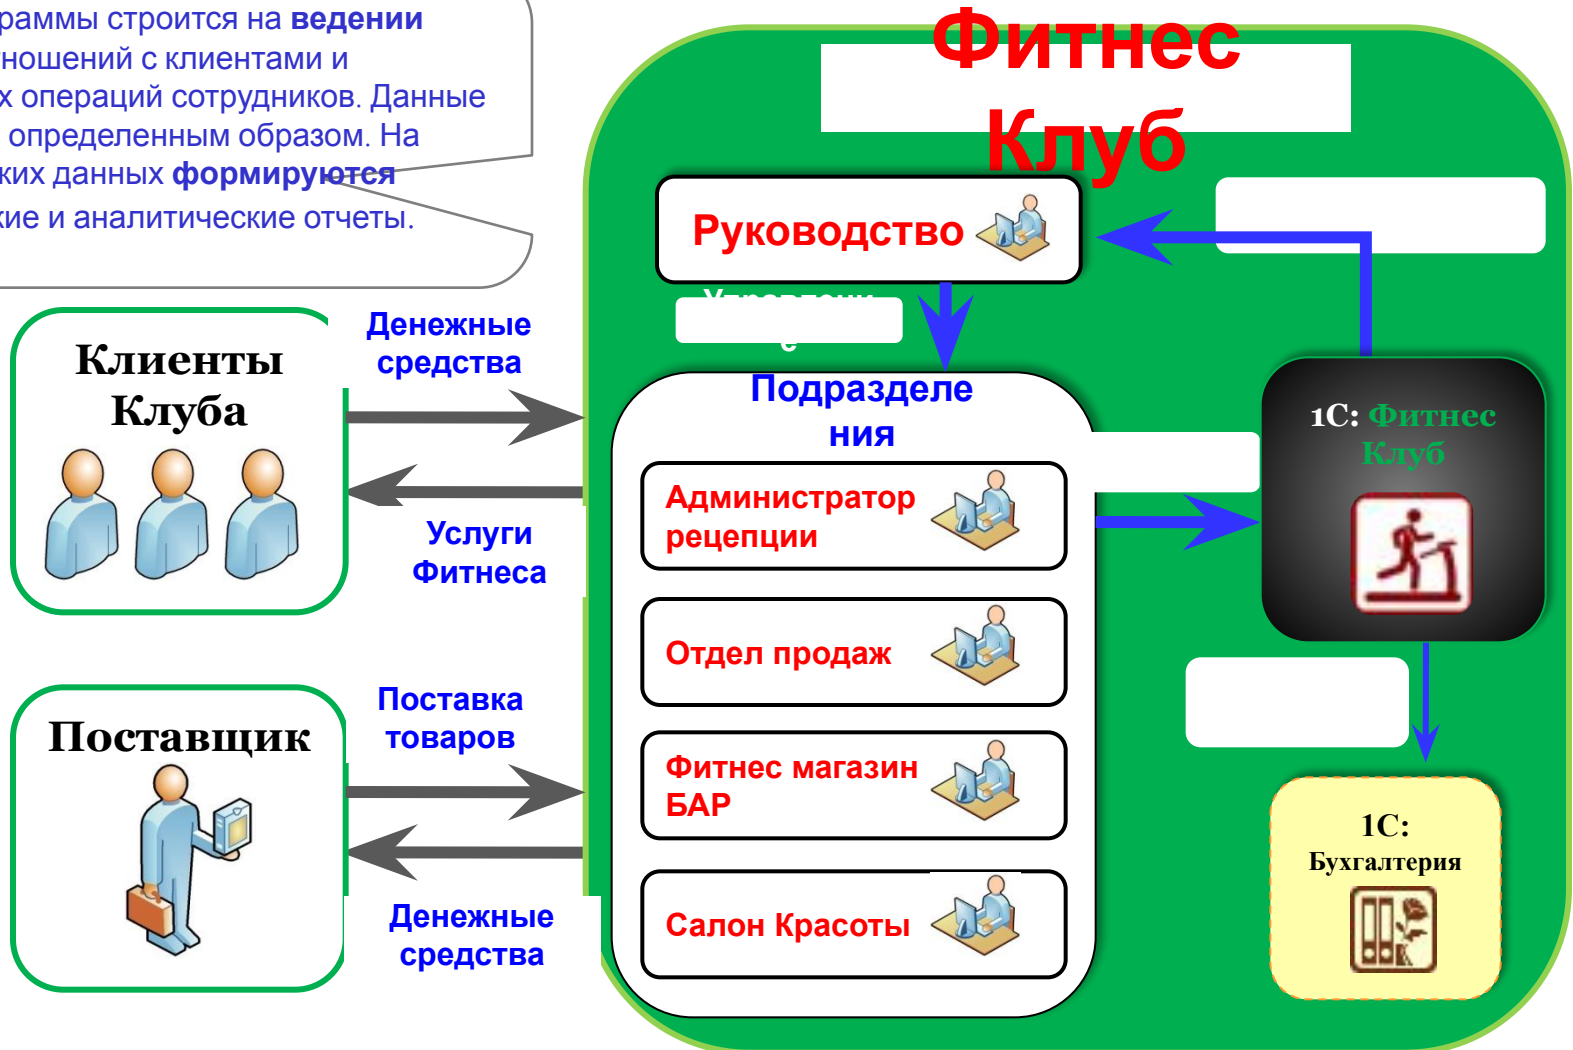 раммы строится на ведении
тношений с клиентами и
х операций сотрудников. Данные
определенным образом. На
ких данных формируются
кие и аналитические отчеты.
Фитнес
Клуб
Руководство
Клиенты
Клуба
Денежные
средства
Услуги
Фитнеса
Подразделе
ния
Администратор
рецепции
Отдел продаж
Фитнес магазин
БАР
Салон Красоты
1С: Фитнес
Клуб
Поставщик
Поставка
товаров
Денежные
средства
1С:
Бухгалтерия